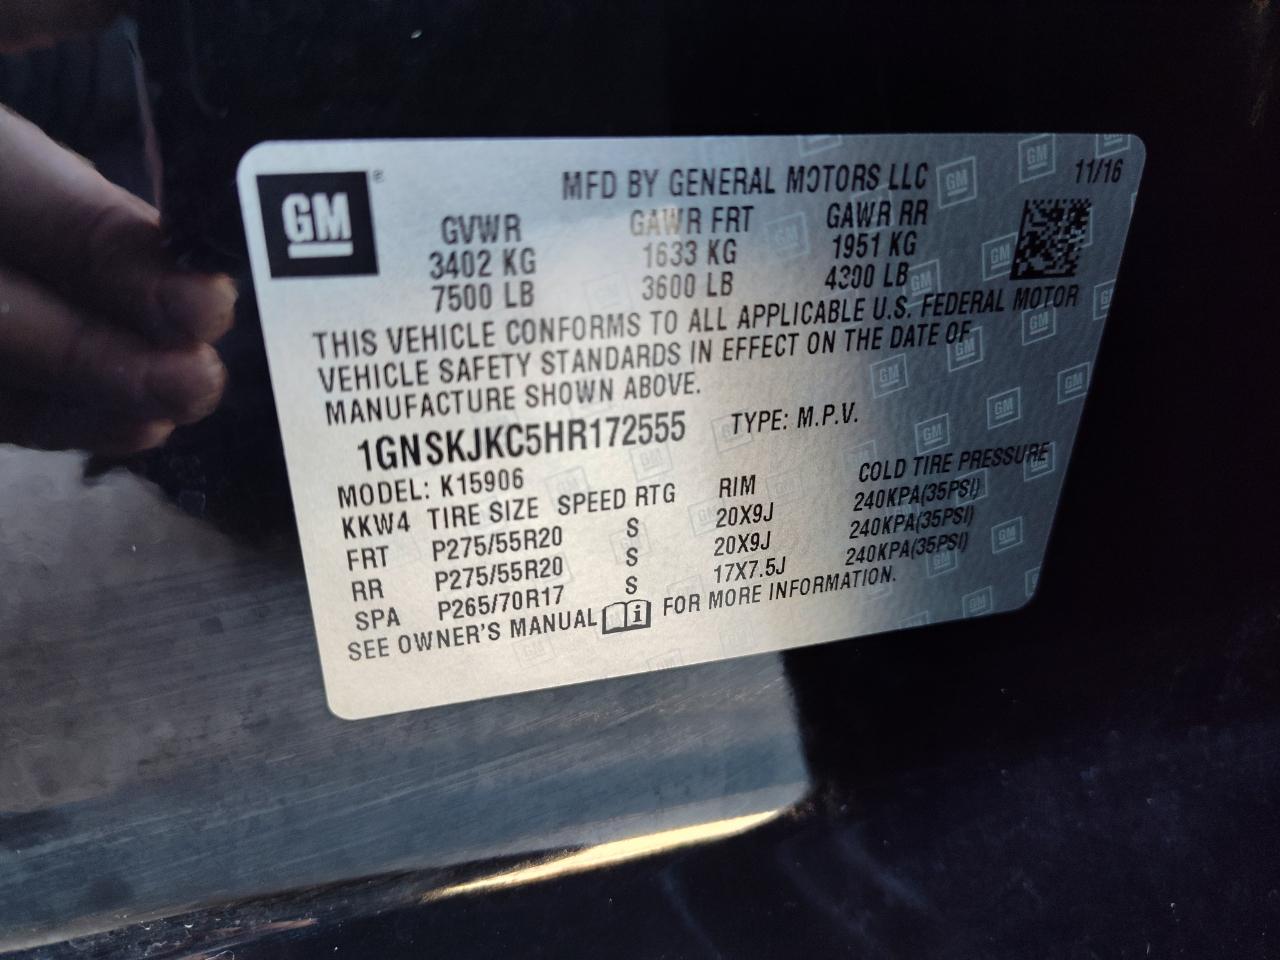 GM ®
MFD BY GENERAL MOTORS LLC 11/16
GVWR GAWR FRT GAWR RR
3402 KG 1633 KG 1951 KG
7500 LB 3600 LB 4300 LB
THIS VEHICLE CONFORMS TO ALL APPLICABLE U.S. FEDERAL MOTOR
VEHICLE SAFETY STANDARDS IN EFFECT ON THE DATE OF
MANUFACTURE SHOWN ABOVE.
1GNSKJKC5HR172555 TYPE: M.P.V.
MODEL: K15906
KKW4 TIRE SIZE SPEED RTG RIM COLD TIRE PRESSURE
FRT P275/55R20 S 20X9J 240KPA(35PSI)
RR P275/55R20 S 20X9J 240KPA(35PSI)
SPA P265/70R17 S 17X7.5J 240KPA(35PSI)
SEE OWNER'S MANUAL i FOR MORE INFORMATION.